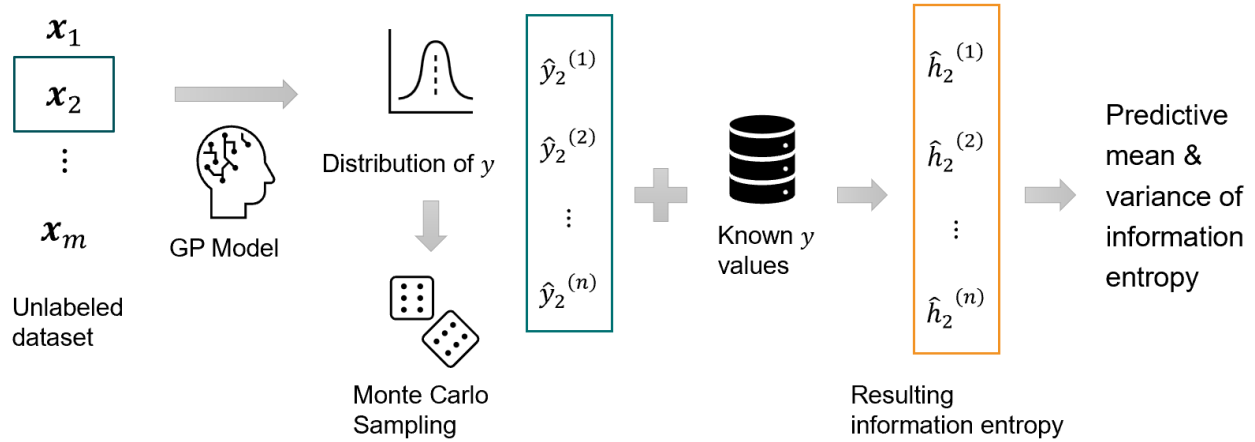 𝒙₁
𝒙₂
⋮
𝒙ₘ
Unlabeled
dataset
GP Model
Distribution of 𝑦
Monte Carlo
Sampling
ŷ₂⁽¹⁾
ŷ₂⁽²⁾
⋮
ŷ₂⁽ⁿ⁾
Known 𝑦
values
ĥ₂⁽¹⁾
ĥ₂⁽²⁾
⋮
ĥ₂⁽ⁿ⁾
Resulting
information entropy
Predictive
mean &
variance of
information
entropy